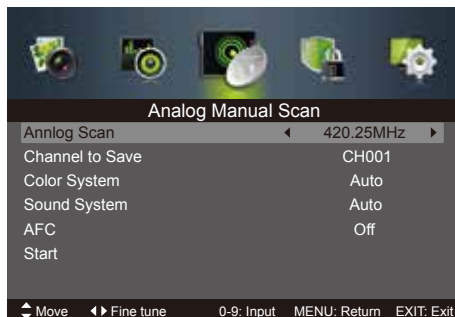 Analog Manual Scan
Annlog Scan 420.25MHz
Channel to Save CH001
Color System Auto
Sound System Auto
AFC Off
Start
Move Fine tune 0-9: Input MENU: Return EXIT: Exit